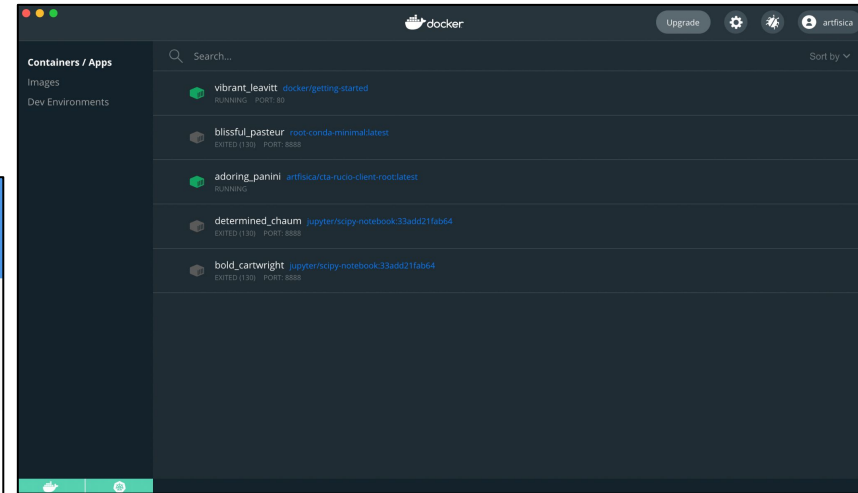 docker
Upgrade
artfisica
Containers / Apps
Images
Dev Environments
Search...
Sort by
vibrant_leavitt docker/getting-started
RUNNING PORT: 80
blissful_pasteur root-conda-minimal:latest
EXITED (130) PORT: 8888
adoring_panini artfisica/cta-rucio-client-root:latest
RUNNING
determined_chaum jupyter/scipy-notebook:33add21fab64
EXITED (130) PORT: 8888
bold_cartwright jupyter/scipy-notebook:33add21fab64
EXITED (130) PORT: 8888